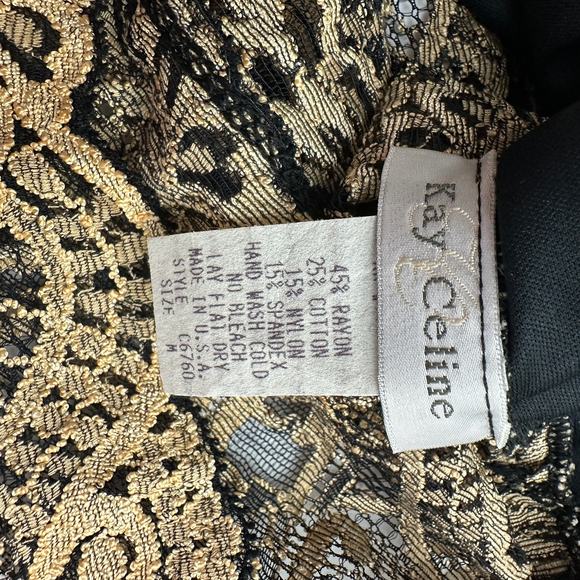 Kay Celine
45% RAYON
25% COTTON
15% NYLON
15% SPANDEX
HAND WASH COLD
NO BLEACH
LAY FLAT DRY
MADE IN U.S.A.
STYLE C6760
SIZE M